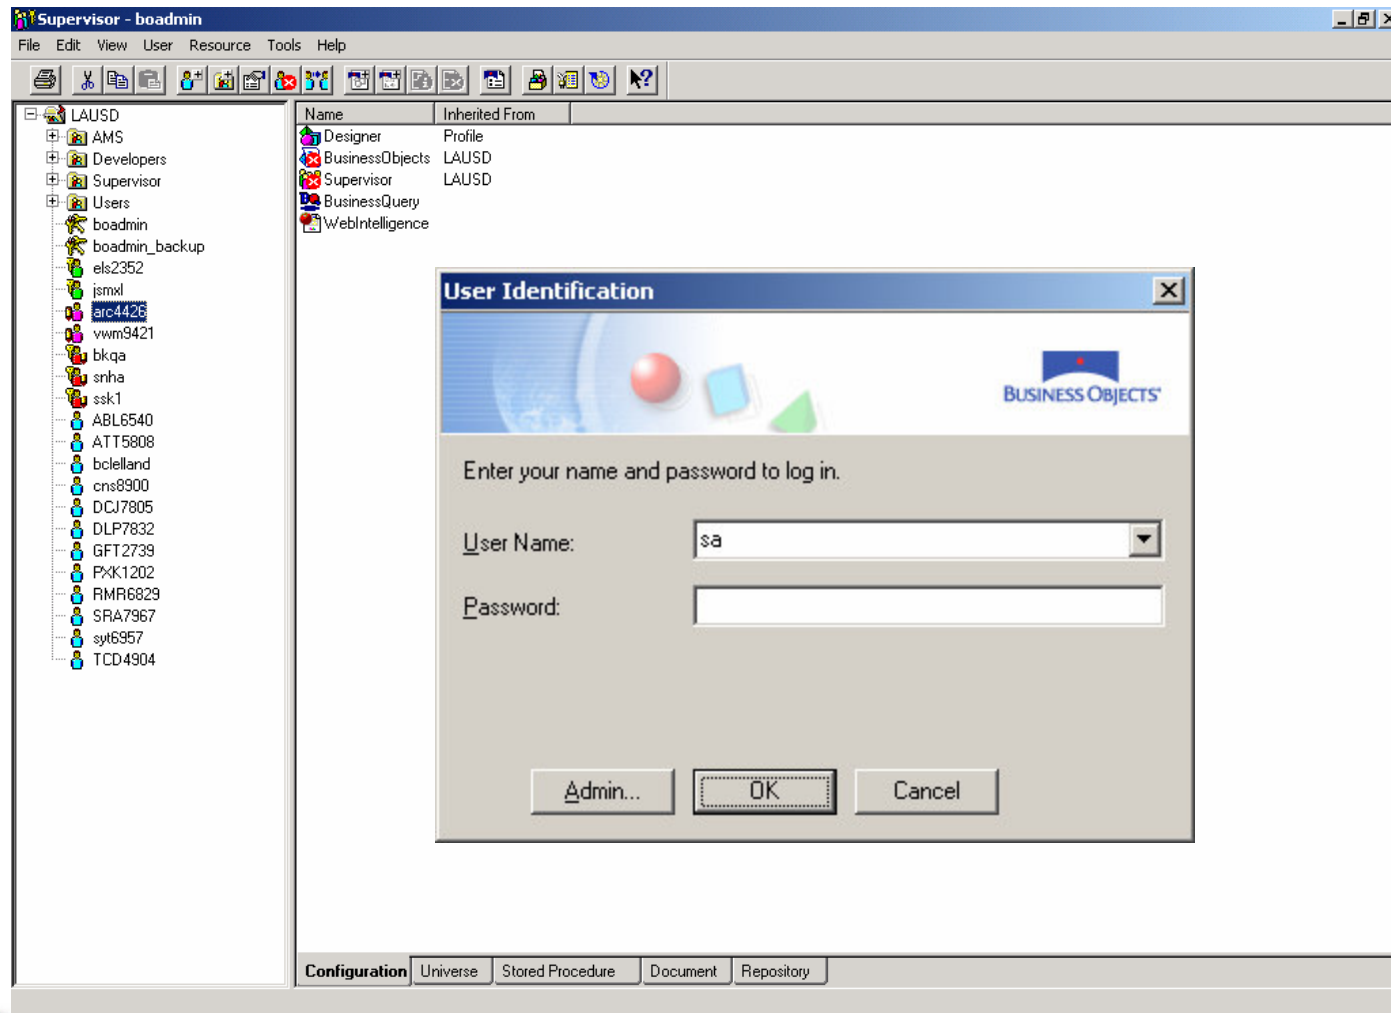 Supervisor - boadmin
File Edit View User Resource Tools Help
LAUSD
AMS
Developers
Supervisor
Users
boadmin
boadmin_backup
els2352
jsmxl
arc4426
vwm9421
bkqa
snha
ssk1
ABL6540
ATT5808
bclelland
cns8900
DCJ7805
DLP7832
GFT2739
PXK1202
RMR6829
SRA7967
syt6957
TCD4904
Name Inherited From
Designer Profile
BusinessObjects LAUSD
Supervisor LAUSD
BusinessQuery
WebIntelligence
User Identification
BUSINESS OBJECTS
Enter your name and password to log in.
User Name: sa
Password:
Admin... OK Cancel
Configuration Universe Stored Procedure Document Repository